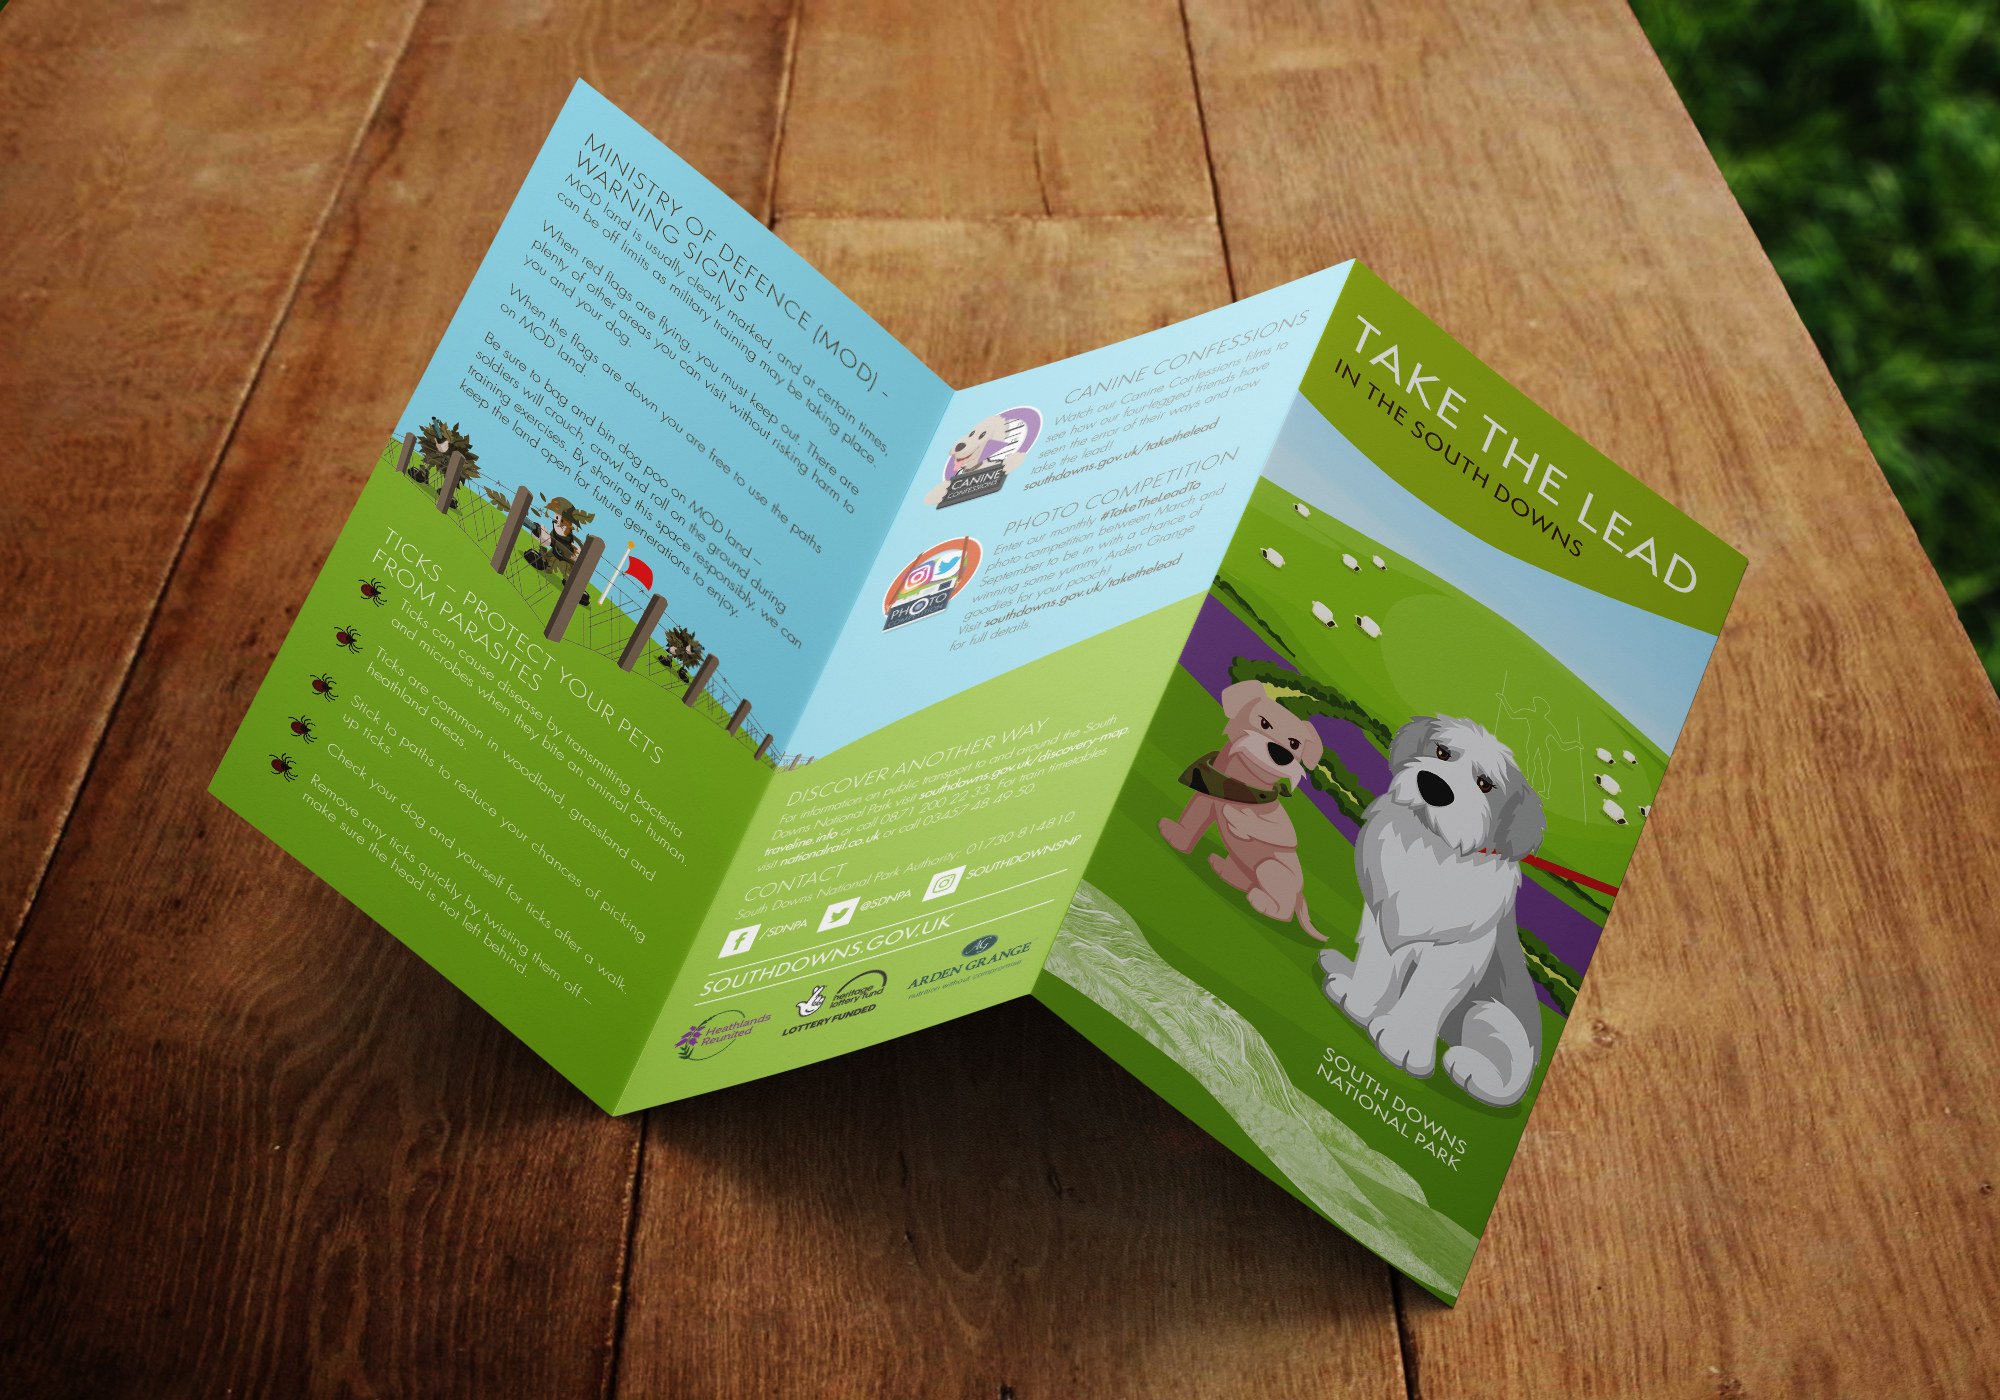 MINISTRY OF DEFENCE (MOD) –
WARNING SIGNS
MOD land is usually clearly marked, and at certain times,
can be off limits as military training may be taking place.
When red flags are flying, you must keep out. There are
plenty of other areas you can visit without risking harm to
you and your dog.
When the flags are down you are free to use the paths
on MOD land.
Be sure to bag and bin dog poo on MOD land –
soldiers will crouch, crawl and roll on the ground during
training exercises. By sharing this space responsibly, we can
keep the land open for future generations to enjoy.
TICKS – PROTECT YOUR PETS
FROM PARASITES
Ticks can cause disease by transmitting bacteria
and microbes when they bite an animal or human.
Ticks are common in woodland, grassland and
heathland areas.
Stick to paths to reduce your chances of picking
up ticks.
Check your dog and yourself for ticks after a walk.
Remove any ticks quickly by twisting them off –
make sure the head is not left behind.
CANINE CONFESSIONS
Watch our Canine Confessions films to
see how our four-legged friends have
seen the error of their ways and now
take the lead!
southdowns.gov.uk/takethelead
CANINE
CONFESSIONS
PHOTO COMPETITION
Enter our monthly #TakeTheLeadTo
photo competition between March and
September to be in with a chance of
winning some yummy Arden Grange
goodies for your pooch!
Visit southdowns.gov.uk/takethelead
for full details.
PHOTO
DISCOVER ANOTHER WAY
For information on public transport to and around the South
Downs National Park visit southdowns.gov.uk/discovery-map,
traveline.info or call 0871 200 22 33. For train timetables
visit nationalrail.co.uk or call 03457 48 49 50.
CONTACT
South Downs National Park Authority: 01730 814810
/SDNPA
@SDNPA
SOUTHDOWNSNP
SOUTHDOWNS.GOV.UK
Heathlands
Reunited
heritage
lottery fund
LOTTERY FUNDED
AG
ARDEN GRANGE
nutrition without compromise
TAKE THE LEAD
IN THE SOUTH DOWNS
SOUTH DOWNS
NATIONAL PARK